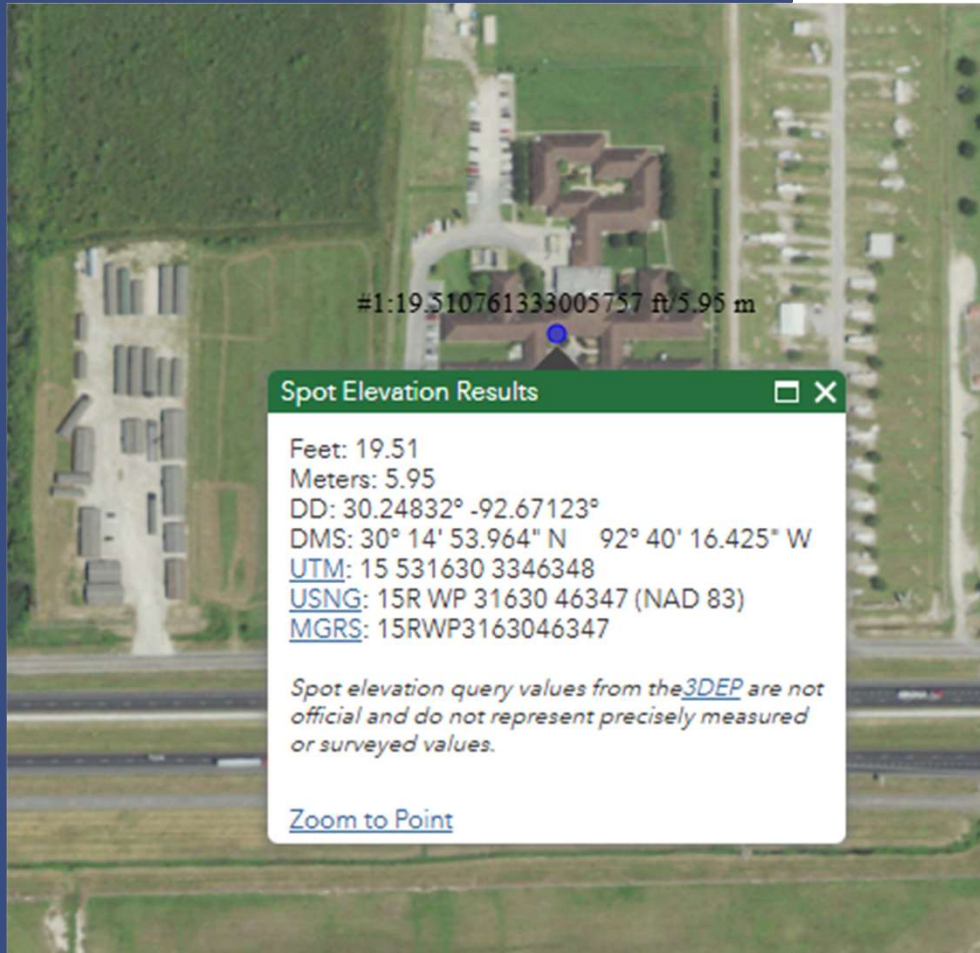 #1:19.510761333005757 ft/5.95 m
Spot Elevation Results
Feet: 19.51
Meters: 5.95
DD: 30.24832° -92.67123°
DMS: 30° 14' 53.964" N 92° 40' 16.425" W
UTM: 15 531630 3346348
USNG: 15R WP 31630 46347 (NAD 83)
MGRS: 15RWP3163046347
Spot elevation query values from the3DEP are not
official and do not represent precisely measured
or surveyed values.
Zoom to Point